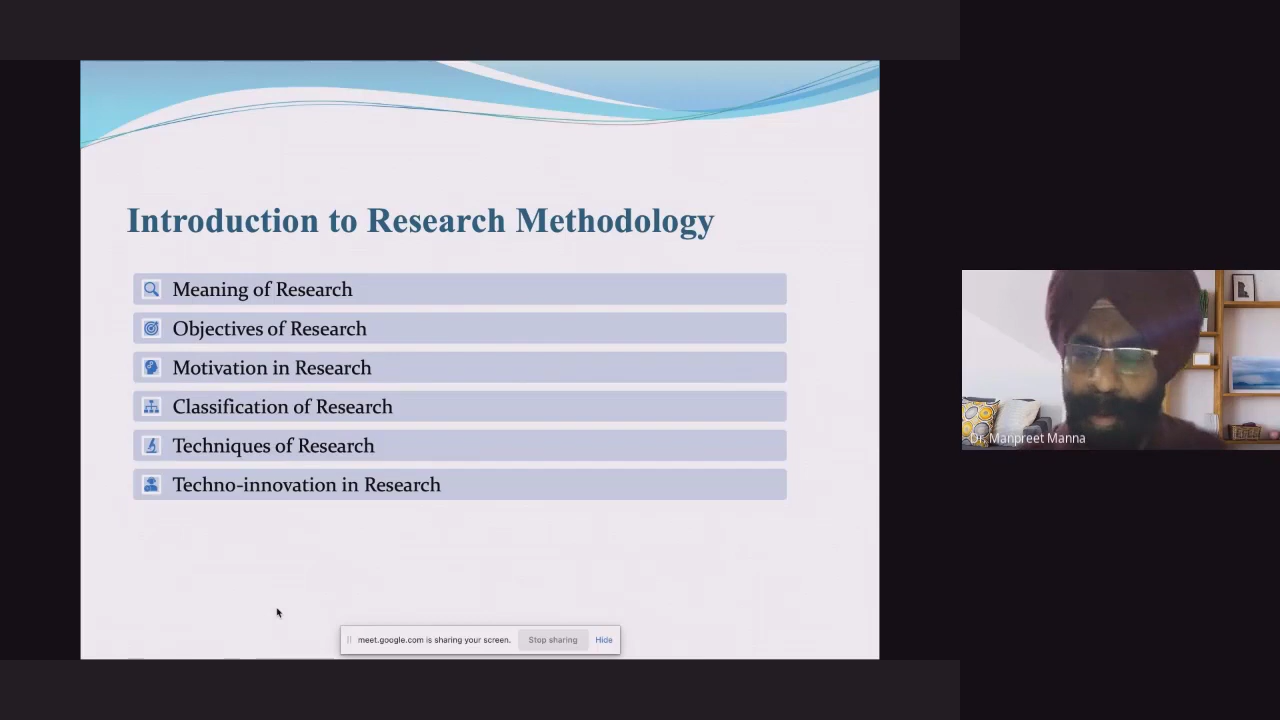 Introduction to Research Methodology
Meaning of Research
Objectives of Research
Motivation in Research
Classification of Research
Techniques of Research
Techno-innovation in Research
meet.google.com is sharing your screen. Stop sharing Hide
Dr. Manpreet Manna